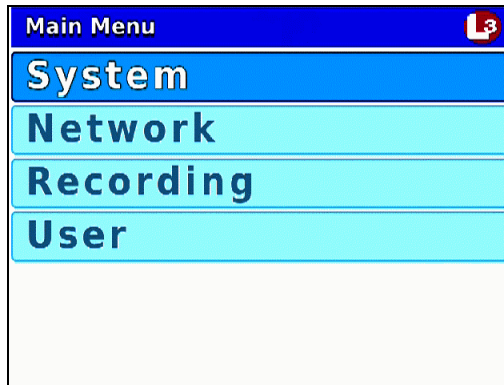 Main Menu
L3
System
Network
Recording
User